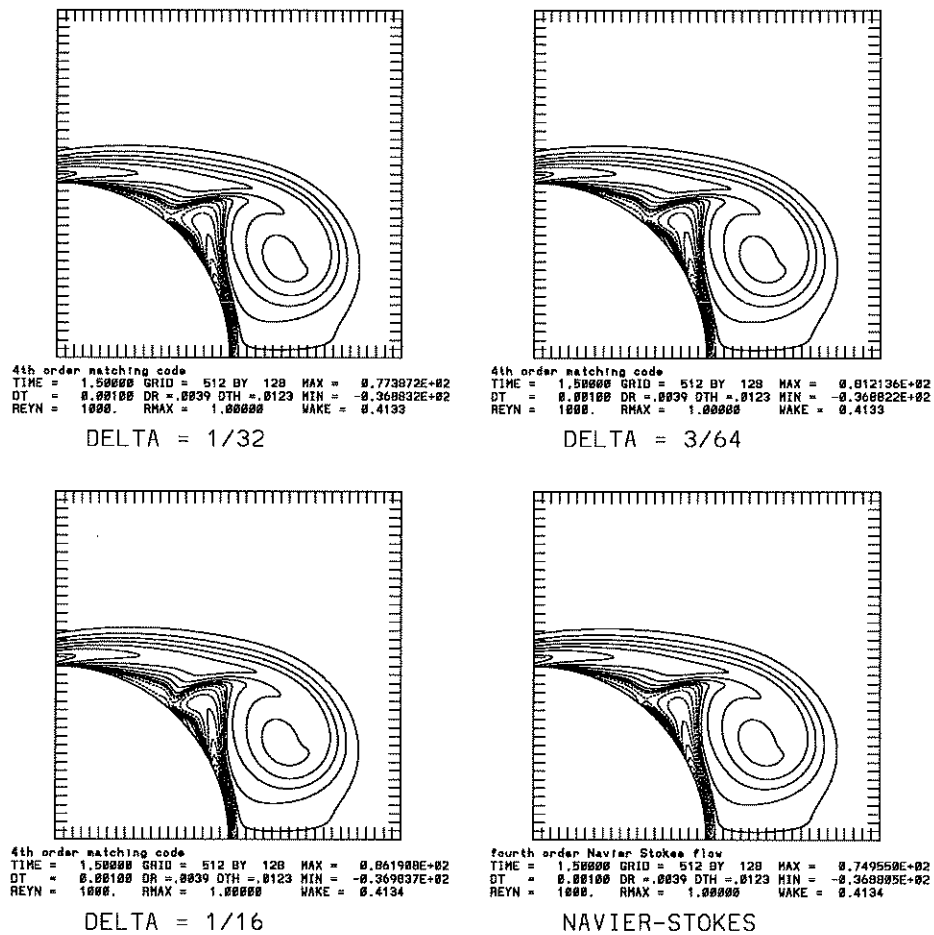 4th order matching code
TIME = 1.50000 GRID = 512 BY 128 MAX = 0.773872E+02
DT = 0.00100 DR =.0039 DTH =.0123 MIN = -0.368832E+02
REYN = 1000. RMAX = 1.00000 WAKE = 0.4133
DELTA = 1/32
4th order matching code
TIME = 1.50000 GRID = 512 BY 128 MAX = 0.812136E+02
DT = 0.00100 DR =.0039 DTH =.0123 MIN = -0.368822E+02
REYN = 1000. RMAX = 1.00000 WAKE = 0.4133
DELTA = 3/64
4th order matching code
TIME = 1.50000 GRID = 512 BY 128 MAX = 0.861908E+02
DT = 0.00100 DR =.0039 DTH =.0123 MIN = -0.369837E+02
REYN = 1000. RMAX = 1.00000 WAKE = 0.4134
DELTA = 1/16
fourth order Navier Stokes flow
TIME = 1.50000 GRID = 512 BY 128 MAX = 0.749550E+02
DT = 0.00100 DR =.0039 DTH =.0123 MIN = -0.368805E+02
REYN = 1000. RMAX = 1.00000 WAKE = 0.4134
NAVIER-STOKES